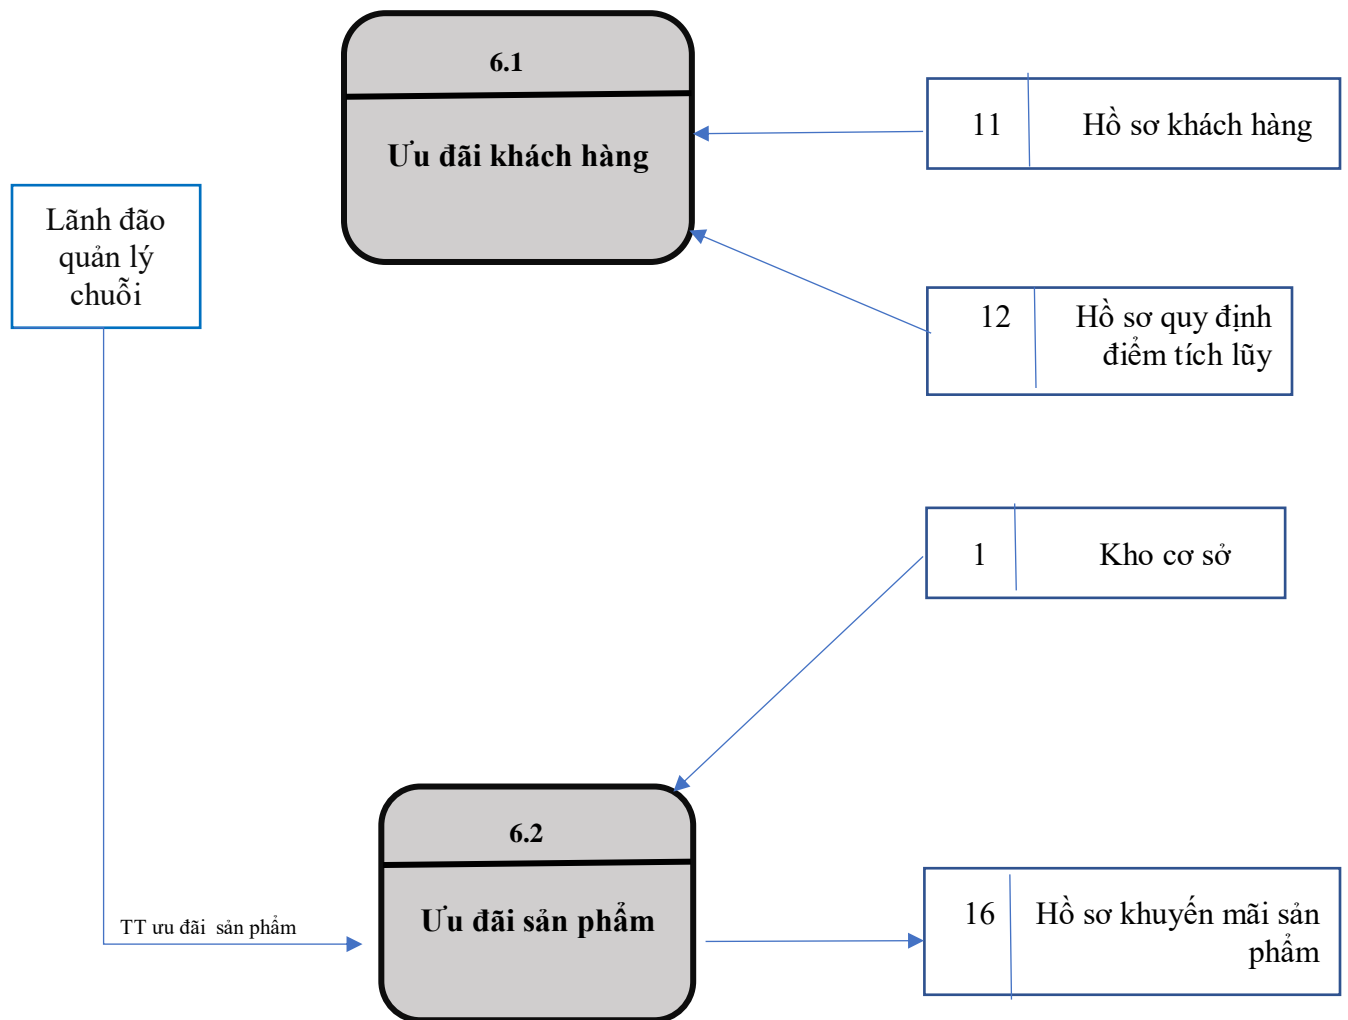 6.1
Ưu đãi khách hàng
11
Hồ sơ khách hàng
Lãnh đão
quản lý
chuỗi
12
Hồ sơ quy định
điểm tích lũy
1
Kho cơ sở
6.2
Ưu đãi sản phẩm
TT ưu đãi sản phẩm
16
Hồ sơ khuyến mãi sản
phẩm